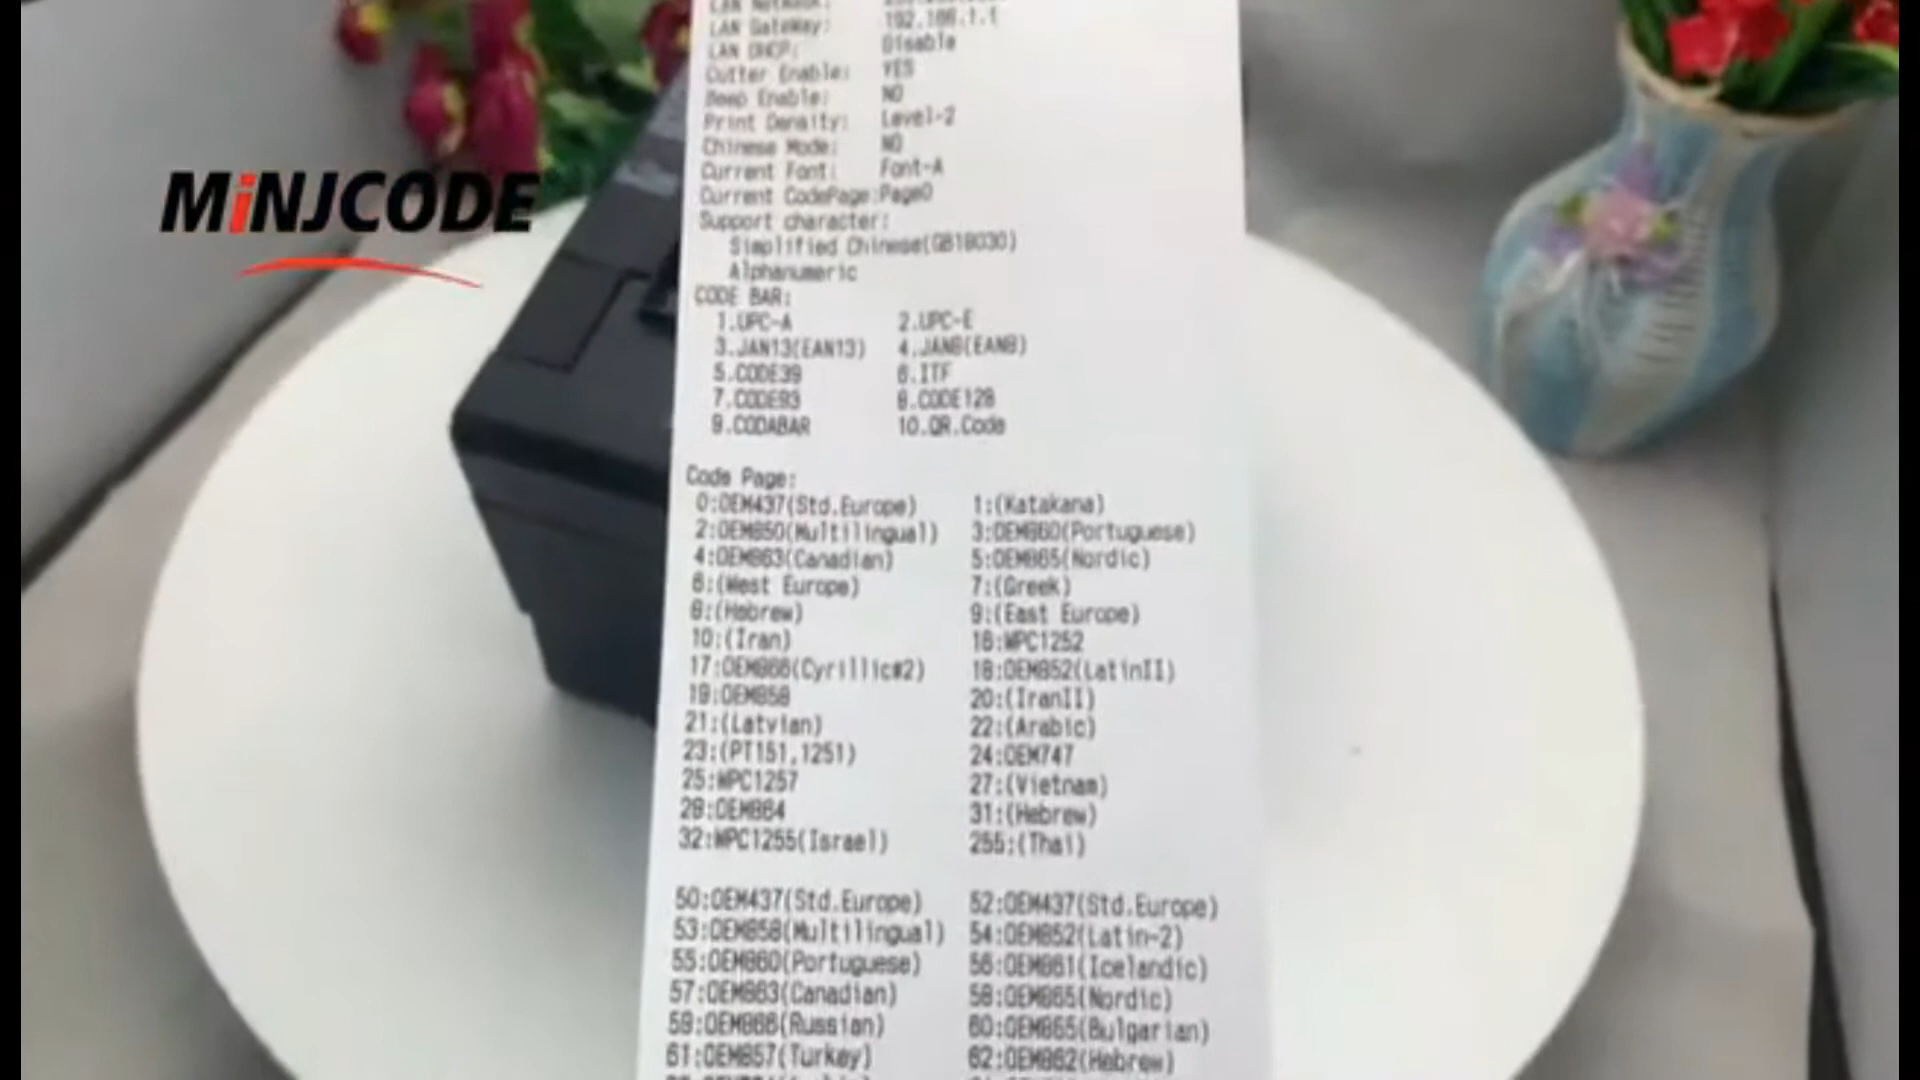 MiNJCODE
LAN GateWay: 192.168.1.1
LAN DHCP: Disable
Cutter Enable: YES
Beep Enable: NO
Print Density: Level-2
Chinese Mode: NO
Current Font: Font-A
Current CodePage:Page0
Support character:
Simplified Chinese(GB18030)
Alphanumeric
CODE BAR:
1.UPC-A 2.UPC-E
3.JAN13(EAN13) 4.JAN8(EAN8)
5.CODE39 6.ITF
7.CODE93 8.CODE128
9.CODABAR 10.QR.Code
Code Page:
0:OEM437(Std.Europe) 1:(Katakana)
2:OEM850(Multilingual) 3:OEM860(Portuguese)
4:OEM863(Canadian) 5:OEM865(Nordic)
6:(West Europe) 7:(Greek)
8:(Hebrew) 9:(East Europe)
10:(Iran) 16:WPC1252
17:OEM866(Cyrillic#2) 18:OEM852(LatinII)
19:OEM858 20:(IranII)
21:(Latvian) 22:(Arabic)
23:(PT151,1251) 24:OEM747
25:WPC1257 27:(Vietnam)
28:OEM864 31:(Hebrew)
32:WPC1255(Israel) 255:(Thai)
50:OEM437(Std.Europe) 52:OEM437(Std.Europe)
53:OEM858(Multilingual) 54:OEM852(Latin-2)
55:OEM860(Portuguese) 56:OEM861(Icelandic)
57:OEM863(Canadian) 58:OEM865(Nordic)
59:OEM866(Russian) 60:OEM855(Bulgarian)
61:OEM857(Turkey) 62:OEM862(Hebrew)